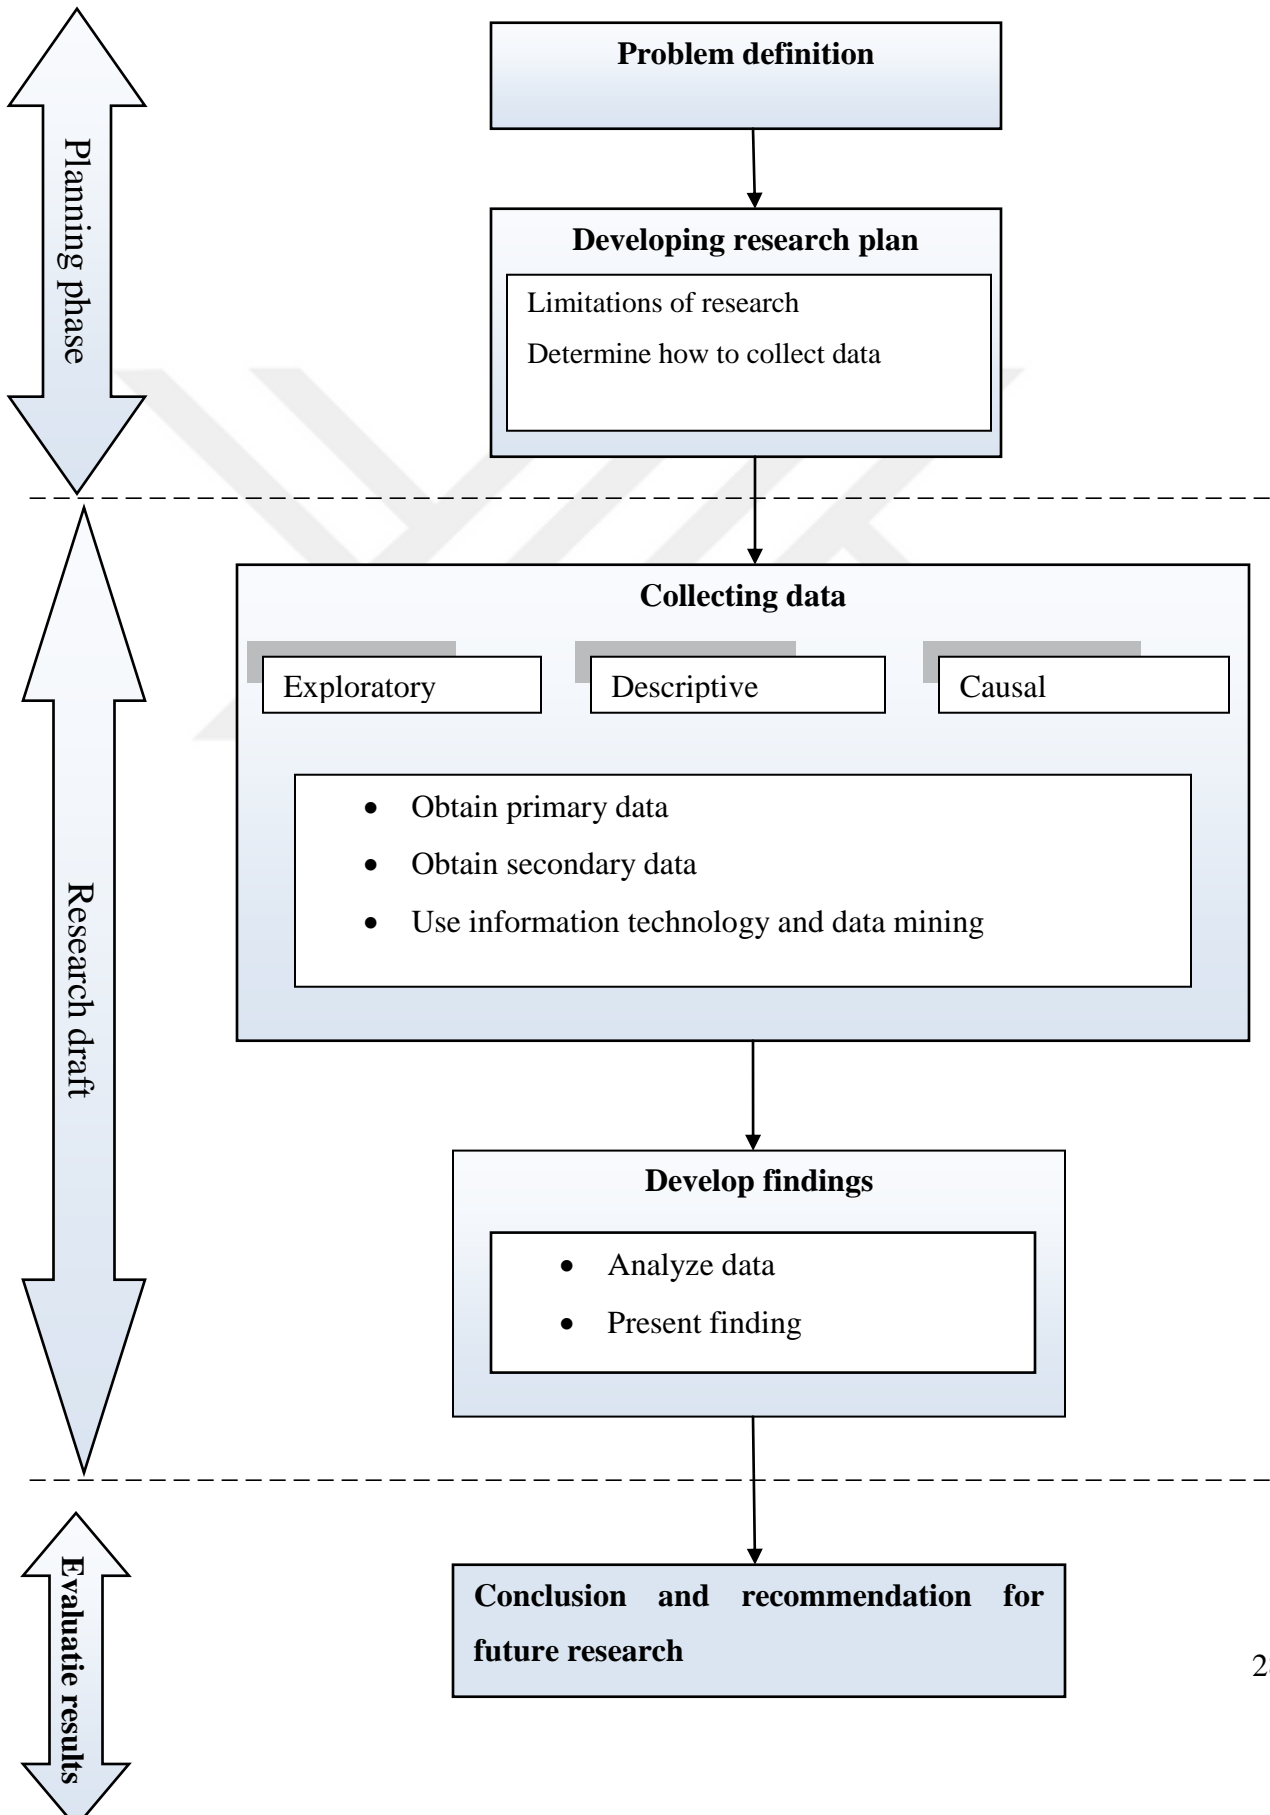 Planning phase
Problem definition
Developing research plan
Limitations of research
Determine how to collect data
Research draft
Collecting data
Exploratory
Descriptive
Causal
• Obtain primary data
• Obtain secondary data
• Use information technology and data mining
Develop findings
• Analyze data
• Present finding
Evaluatie results
Conclusion and recommendation for
future research